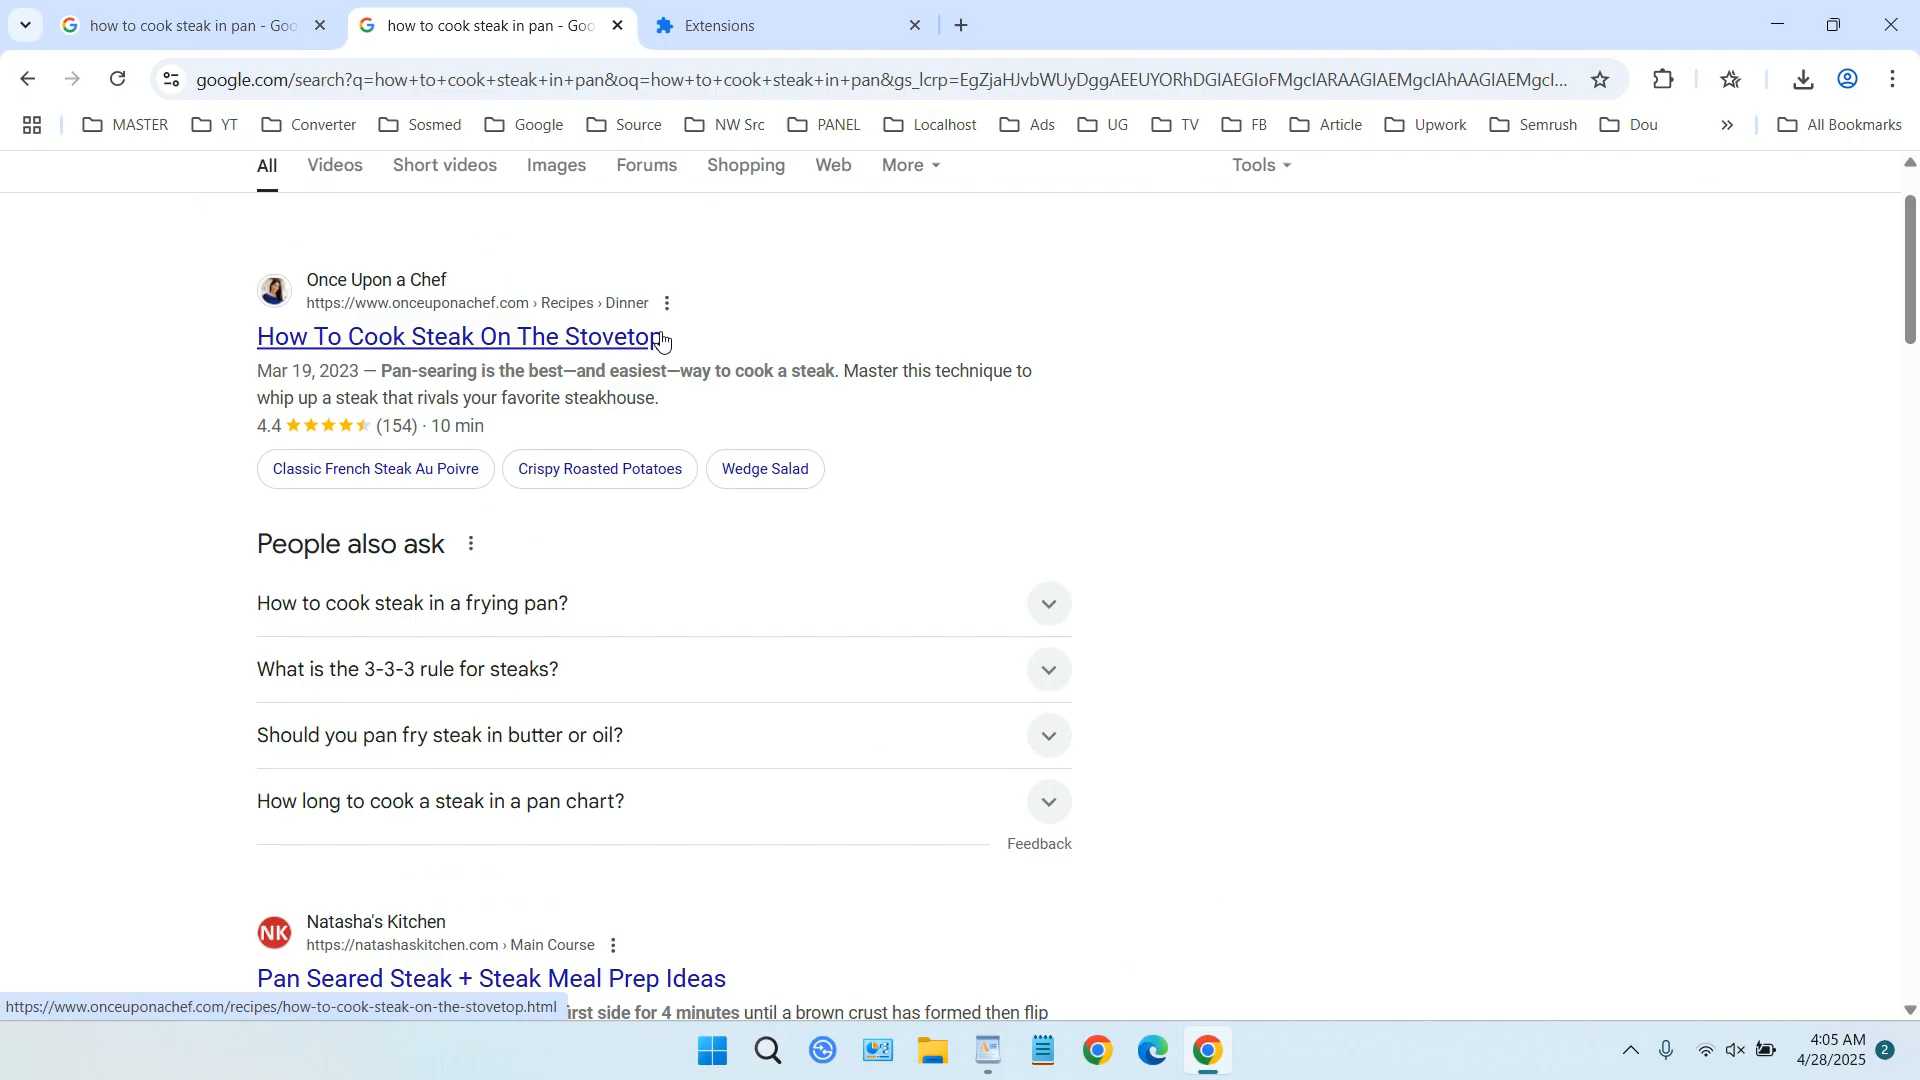 how to cook steak in pan - Goo
how to cook steak in pan - Goo
Extensions
google.com/search?q=how+to+cook+steak+in+pan&oq=how+to+cook+steak+in+pan&gs_lcrp=EgZjaHJvbWUyDggAEEUYORhDGIAEGIoFMgcIARAAGIAEMgcIAhAAGIAEMgcI...
MASTER YT Converter Sosmed Google Source NW Src PANEL Localhost Ads UG TV FB Article Upwork Semrush Dou » All Bookmarks
All Videos Short videos Images Forums Shopping Web More Tools
Once Upon a Chef
https://www.onceuponachef.com › Recipes › Dinner
How To Cook Steak On The Stovetop
Mar 19, 2023 — Pan-searing is the best—and easiest—way to cook a steak. Master this technique to
whip up a steak that rivals your favorite steakhouse.
4.4 (154) · 10 min
Classic French Steak Au Poivre Crispy Roasted Potatoes Wedge Salad
People also ask
How to cook steak in a frying pan?
What is the 3-3-3 rule for steaks?
Should you pan fry steak in butter or oil?
How long to cook a steak in a pan chart?
Feedback
NK
Natasha's Kitchen
https://natashaskitchen.com › Main Course
Pan Seared Steak + Steak Meal Prep Ideas
irst side for 4 minutes until a brown crust has formed then flip
https://www.onceuponachef.com/recipes/how-to-cook-steak-on-the-stovetop.html
4:05 AM
4/28/2025
2